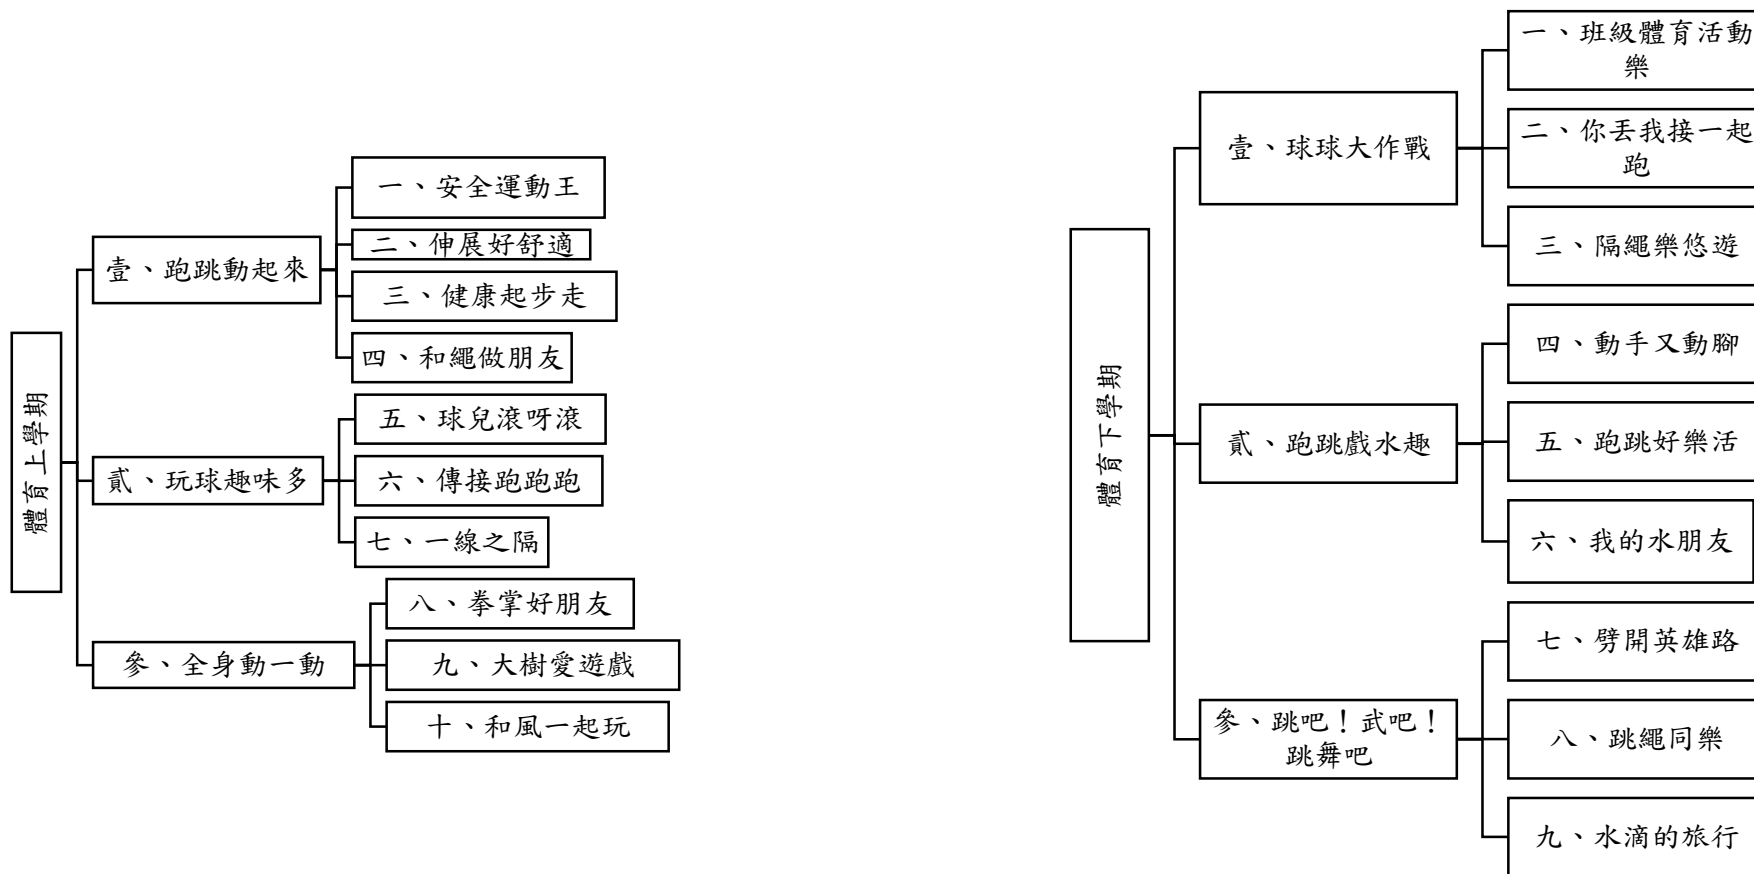 體育上學期
壹、跑跳動起來
一、安全運動王
二、伸展好舒適
三、健康起步走
四、和繩做朋友
貳、玩球趣味多
五、球兒滾呀滾
六、傳接跑跑跑
七、一線之隔
參、全身動一動
八、拳掌好朋友
九、大樹愛遊戲
十、和風一起玩
體育下學期
壹、球球大作戰
一、班級體育活動
樂
二、你丟我接一起
跑
三、隔繩樂悠遊
貳、跑跳戲水趣
四、動手又動腳
五、跑跳好樂活
六、我的水朋友
參、跳吧！武吧！
跳舞吧
七、劈開英雄路
八、跳繩同樂
九、水滴的旅行